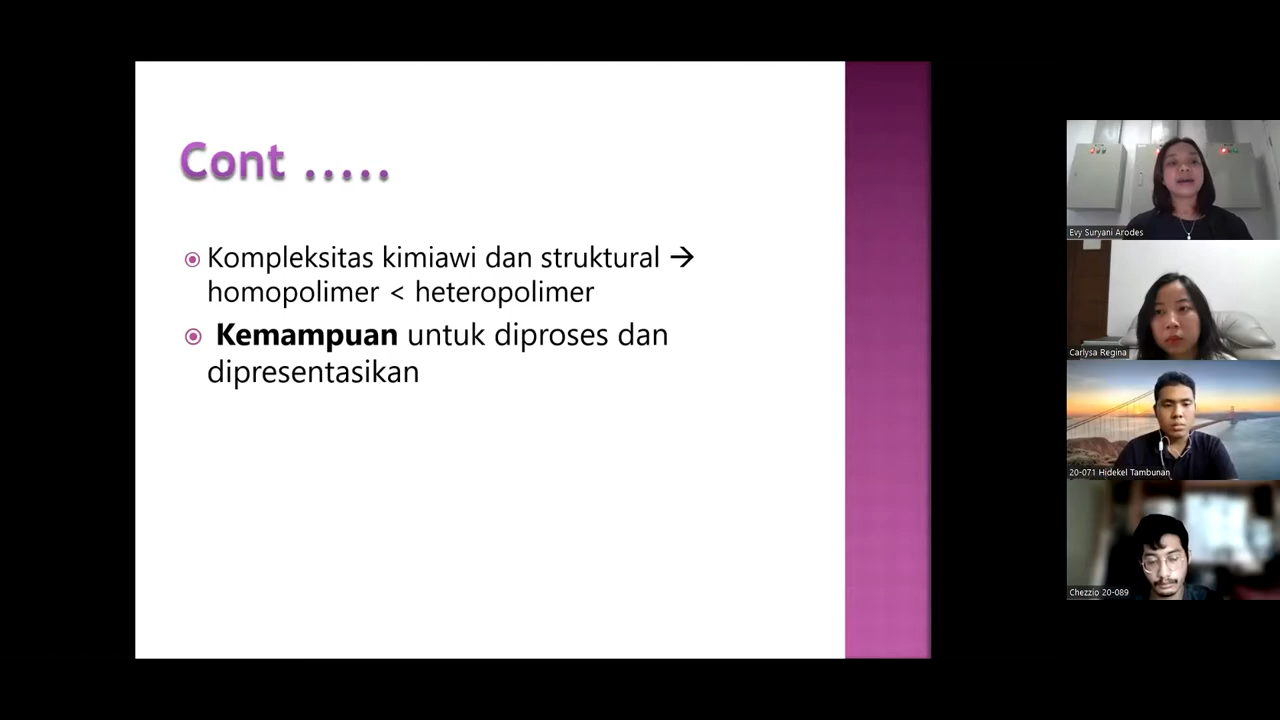 Cont .....
Kompleksitas kimiawi dan struktural →
homopolimer < heteropolimer
Kemampuan untuk diproses dan
dipresentasikan
Evy Suryani Arodes
Carlysa Regina
20-071 Hidekel Tambunan
Chezzio 20-089